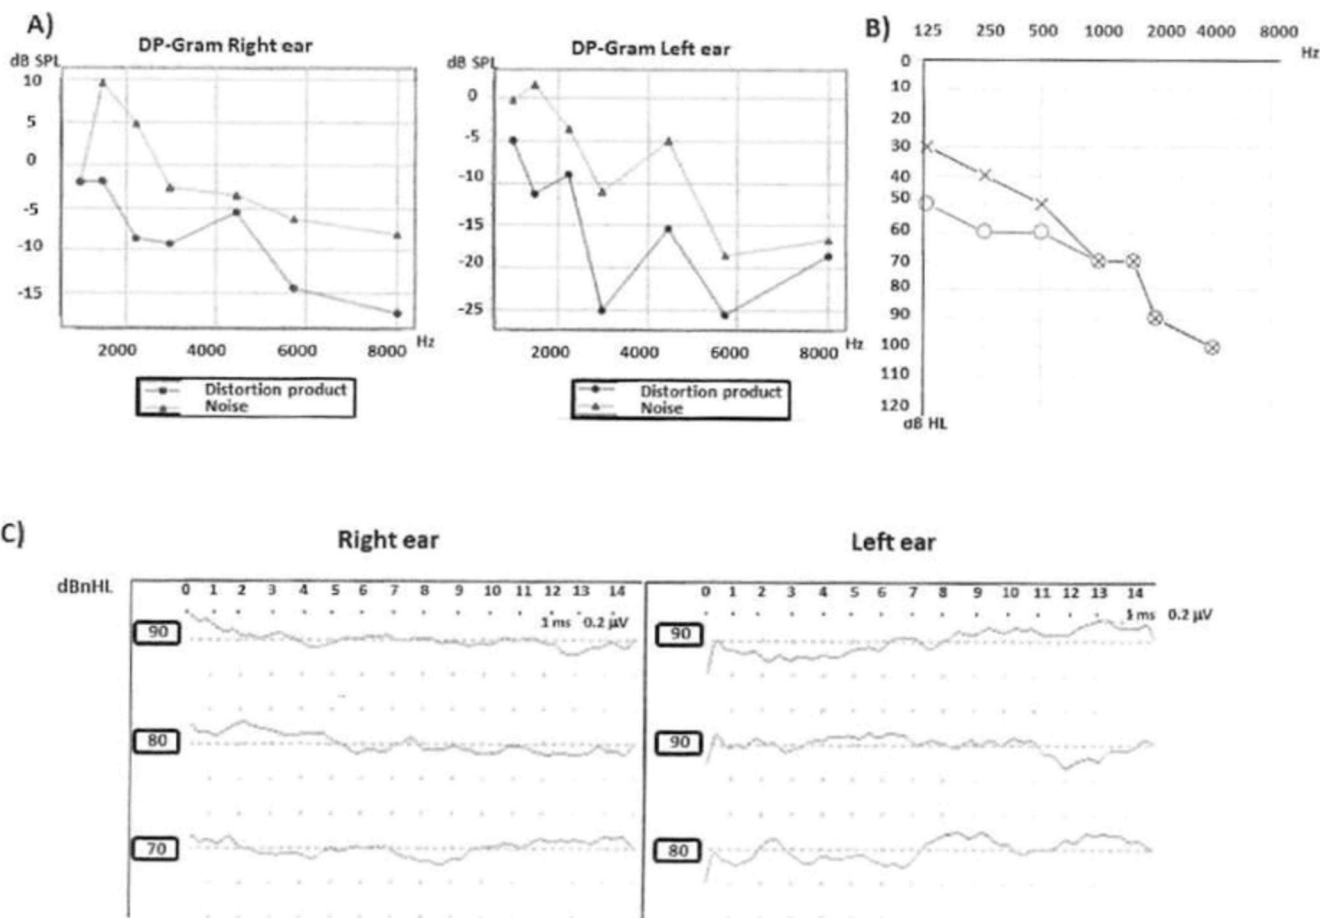 A)
DP-Gram Right ear
dB SPL
10
5
0
-5
-10
-15
2000 4000 6000 8000 Hz
Distortion product
Noise
DP-Gram Left ear
dB SPL
0
-5
-10
-15
-20
-25
2000 4000 6000 8000 Hz
Distortion product
Noise
B)
125 250 500 1000 2000 4000 8000
Hz
0
10
20
30
40
50
60
70
80
90
100
110
120
dB HL
C)
Right ear
dBnHL 0 1 2 3 4 5 6 7 8 9 10 11 12 13 14
1 ms 0.2 µV
90
80
70
Left ear
0 1 2 3 4 5 6 7 8 9 10 11 12 13 14
1 ms 0.2 µV
90
90
80